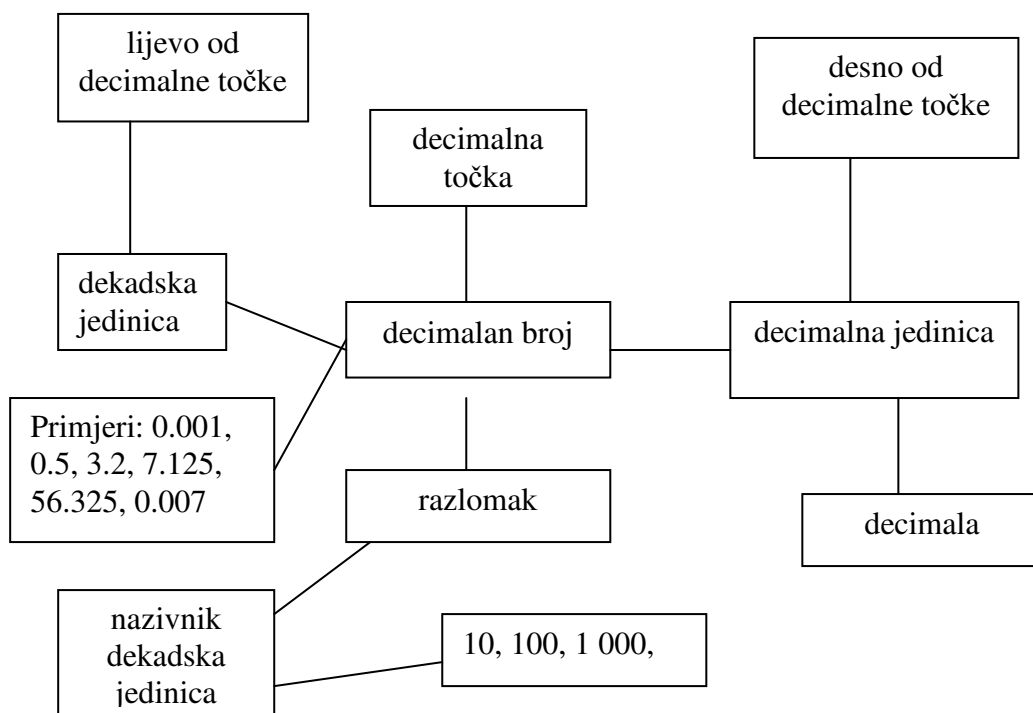 lijevo od
decimalne točke
desno od
decimalne točke
decimalna
točka
dekadska
jedinica
decimalan broj
decimalna jedinica
Primjeri: 0.001,
0.5, 3.2, 7.125,
56.325, 0.007
razlomak
decimala
nazivnik
dekadska
jedinica
10, 100, 1 000,